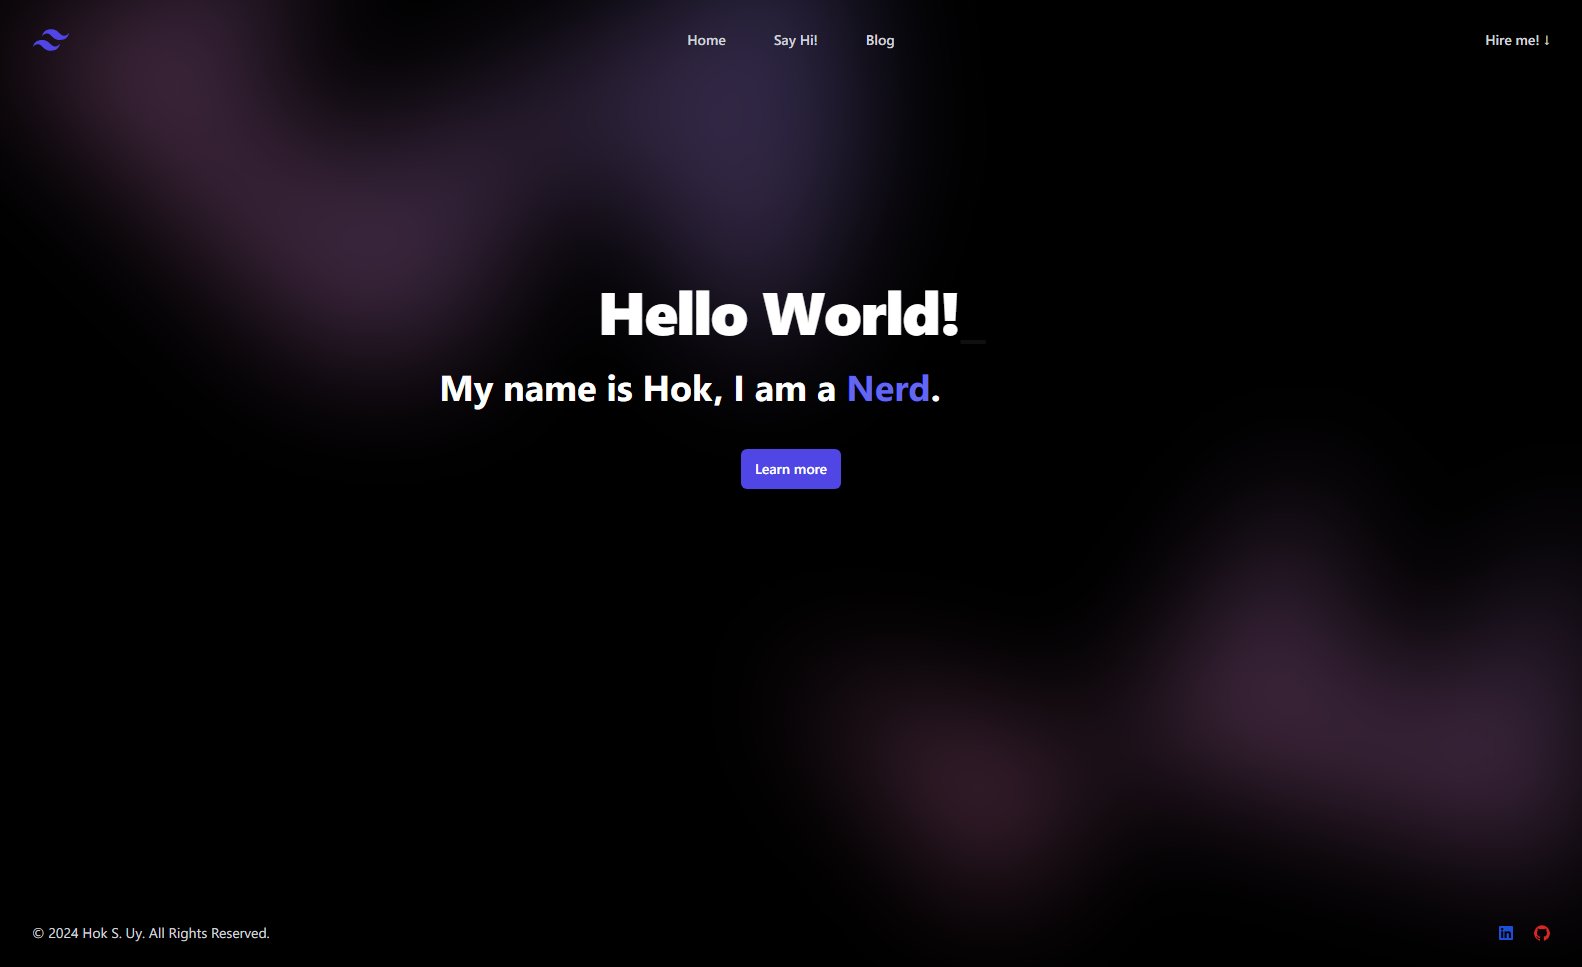 Home Say Hi! Blog Hire me! ↓
Hello World!_
My name is Hok, I am a Nerd.
Learn more
© 2024 Hok S. Uy. All Rights Reserved.
in